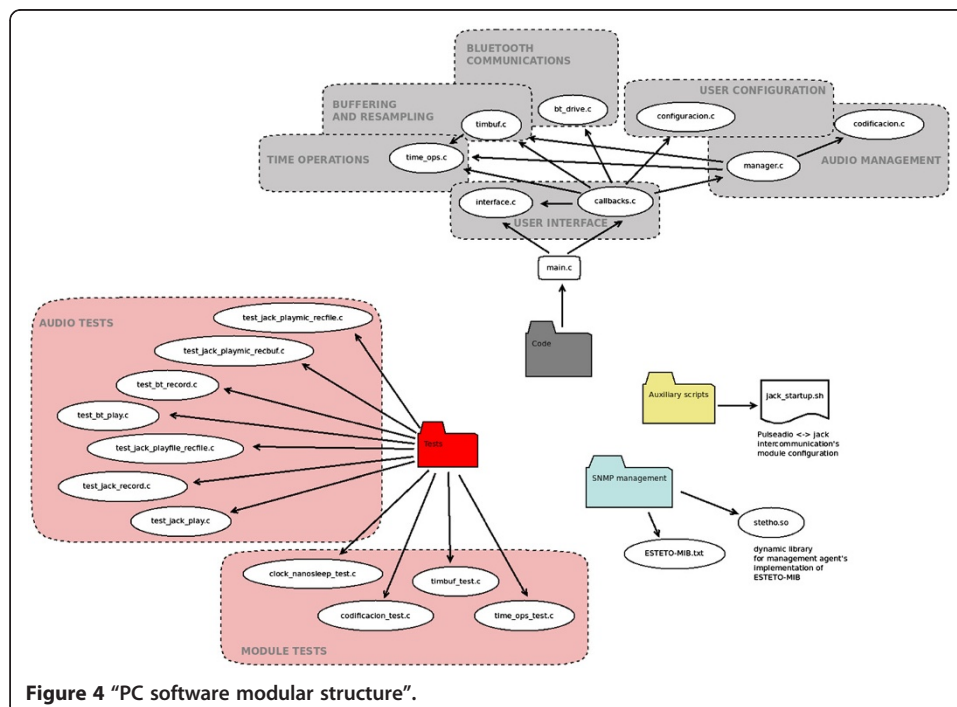 BLUETOOTH
COMMUNICATIONS
USER CONFIGURATION
BUFFERING
AND RESAMPLING
bt_drive.c
timbuf.c
configuracion.c
codificacion.c
TIME OPERATIONS
time_ops.c
manager.c
AUDIO MANAGEMENT
interface.c
callbacks.c
USER INTERFACE
main.c
Code
AUDIO TESTS
test_jack_playmic_recfile.c
test_jack_playmic_recbuf.c
test_bt_record.c
test_bt_play.c
test_jack_playfile_recfile.c
test_jack_record.c
test_jack_play.c
Tests
Auxiliary scripts
jack_startup.sh
Pulseadio <-> jack
intercommunication's
module configuration
SNMP management
stetho.so
ESTETO-MIB.txt
dynamic library
for management agent's
implementation of
ESTETO-MIB
clock_nanosleep_test.c
timbuf_test.c
codificacion_test.c
time_ops_test.c
MODULE TESTS
Figure 4 “PC software modular structure”.